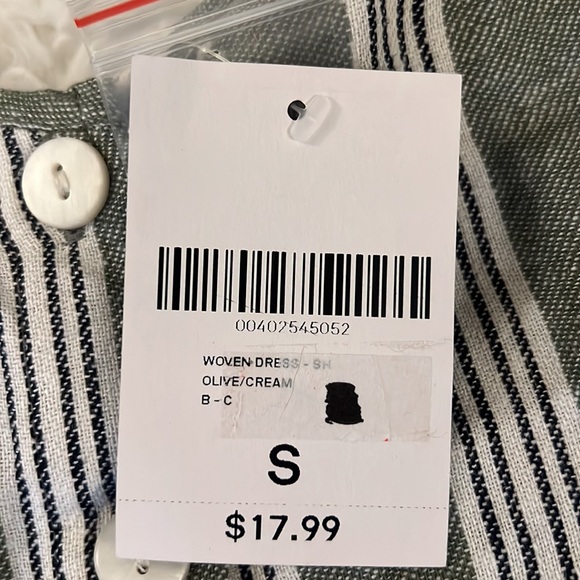 00402545052
WOVEN DRESS - SH
OLIVE/CREAM
B - C
S
$17.99